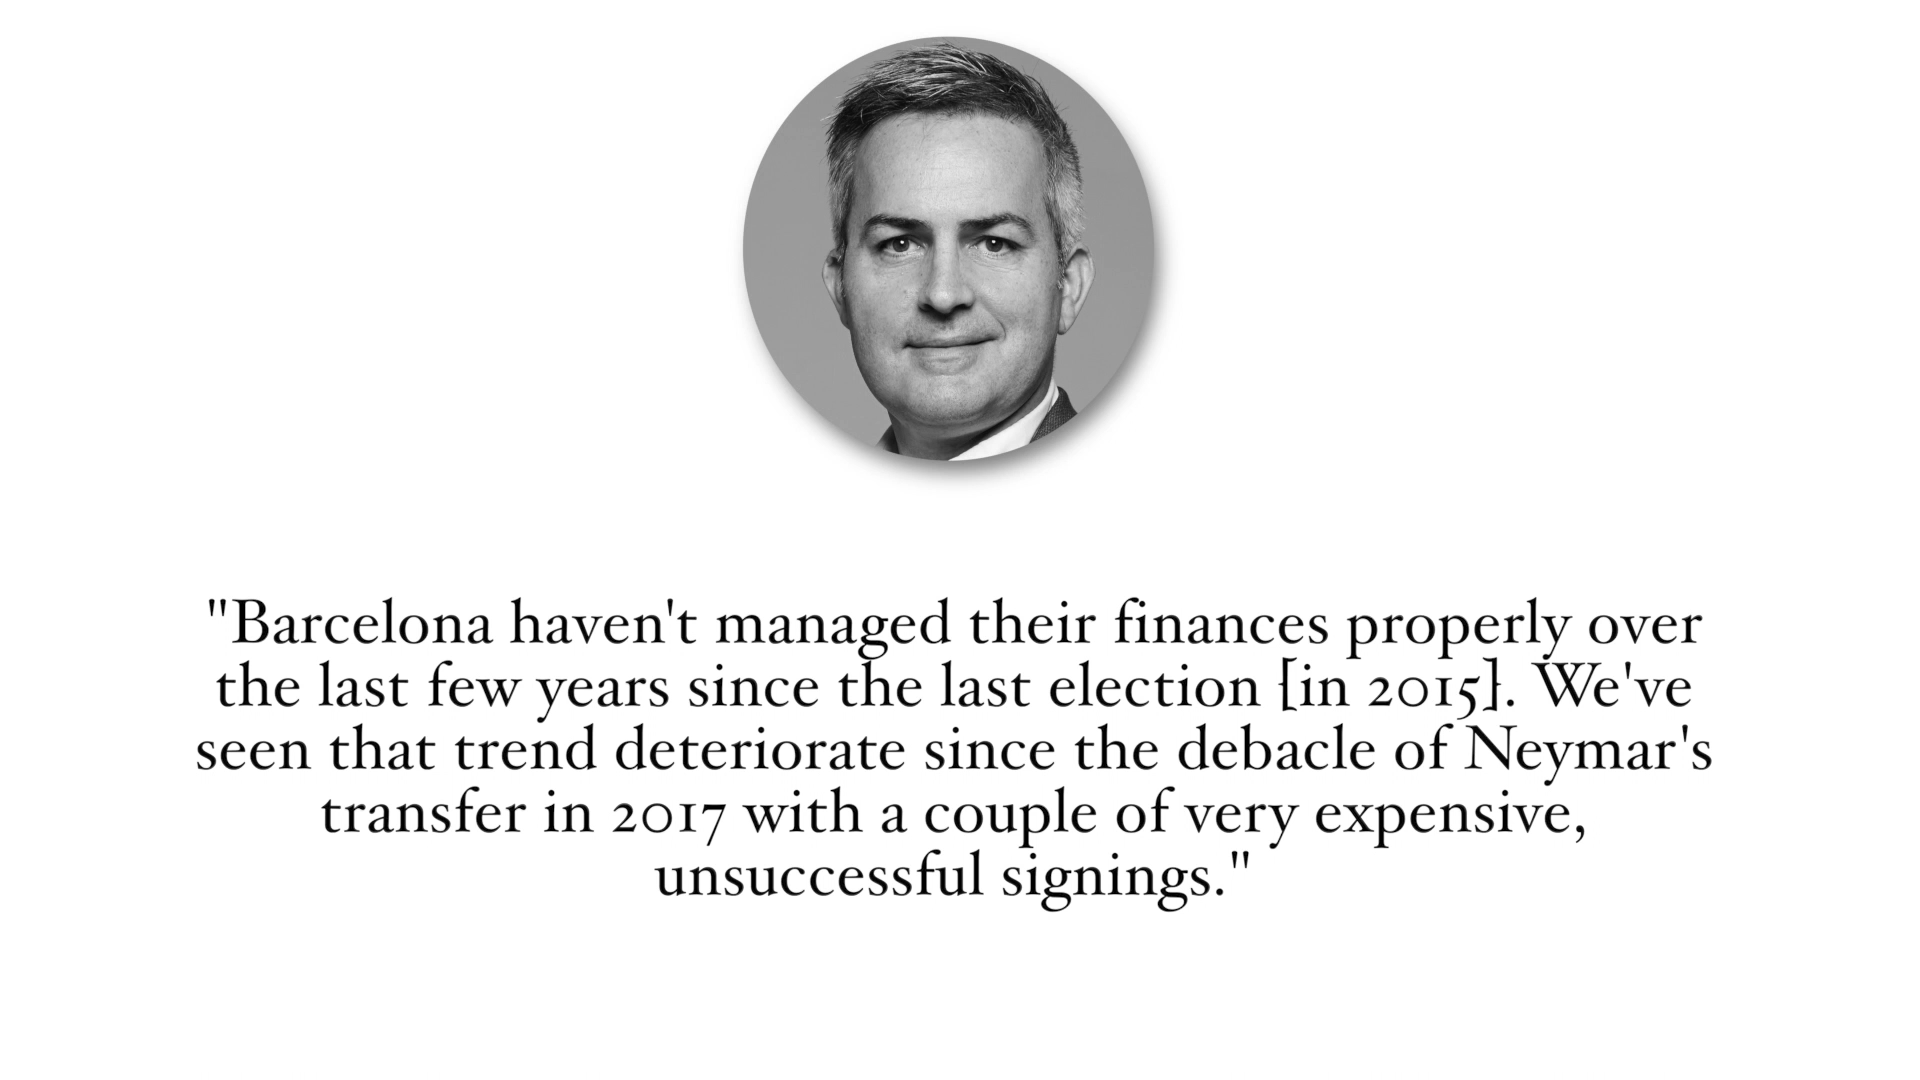 "Barcelona haven't managed their finances properly over
the last few years since the last election [in 2015]. We've
seen that trend deteriorate since the debacle of Neymar's
transfer in 2017 with a couple of very expensive,
unsuccessful signings."